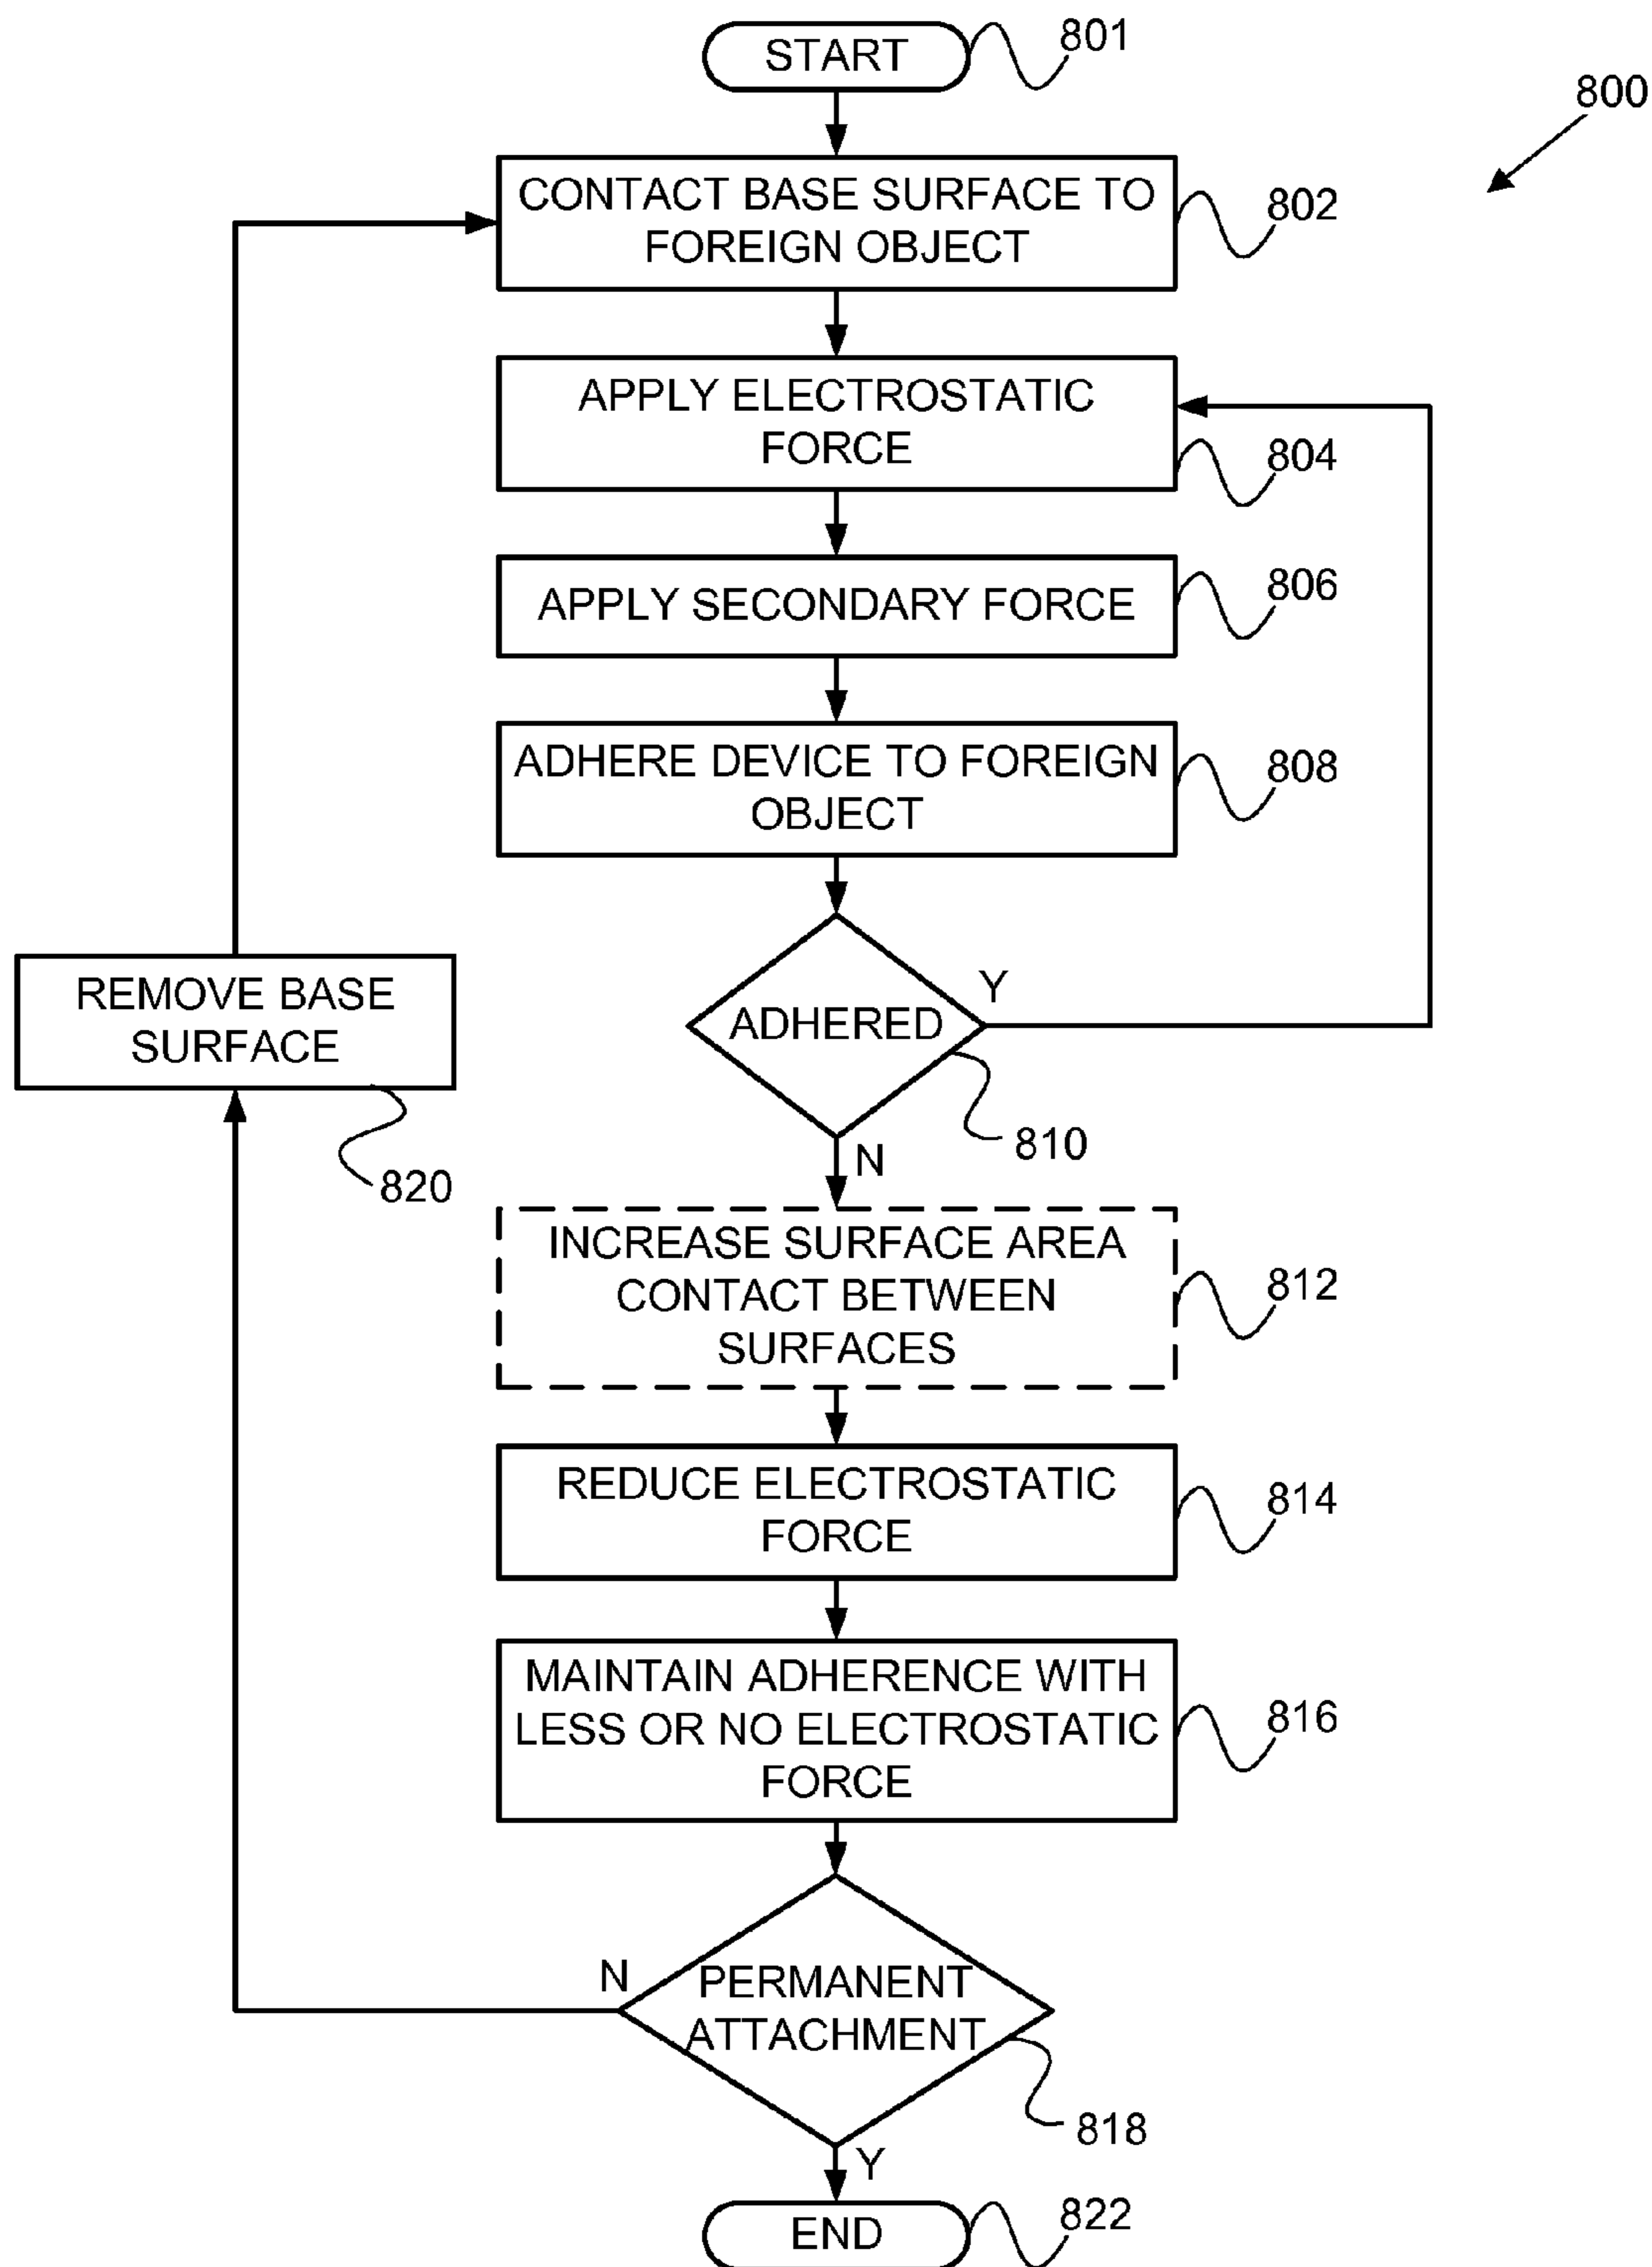 START
801
800
CONTACT BASE SURFACE TO
FOREIGN OBJECT
802
APPLY ELECTROSTATIC
FORCE
804
APPLY SECONDARY FORCE
806
ADHERE DEVICE TO FOREIGN
OBJECT
808
ADHERED
Y
810
N
REMOVE BASE
SURFACE
820
INCREASE SURFACE AREA
CONTACT BETWEEN
SURFACES
812
REDUCE ELECTROSTATIC
FORCE
814
MAINTAIN ADHERENCE WITH
LESS OR NO ELECTROSTATIC
FORCE
816
N
PERMANENT
ATTACHMENT
818
Y
END
822